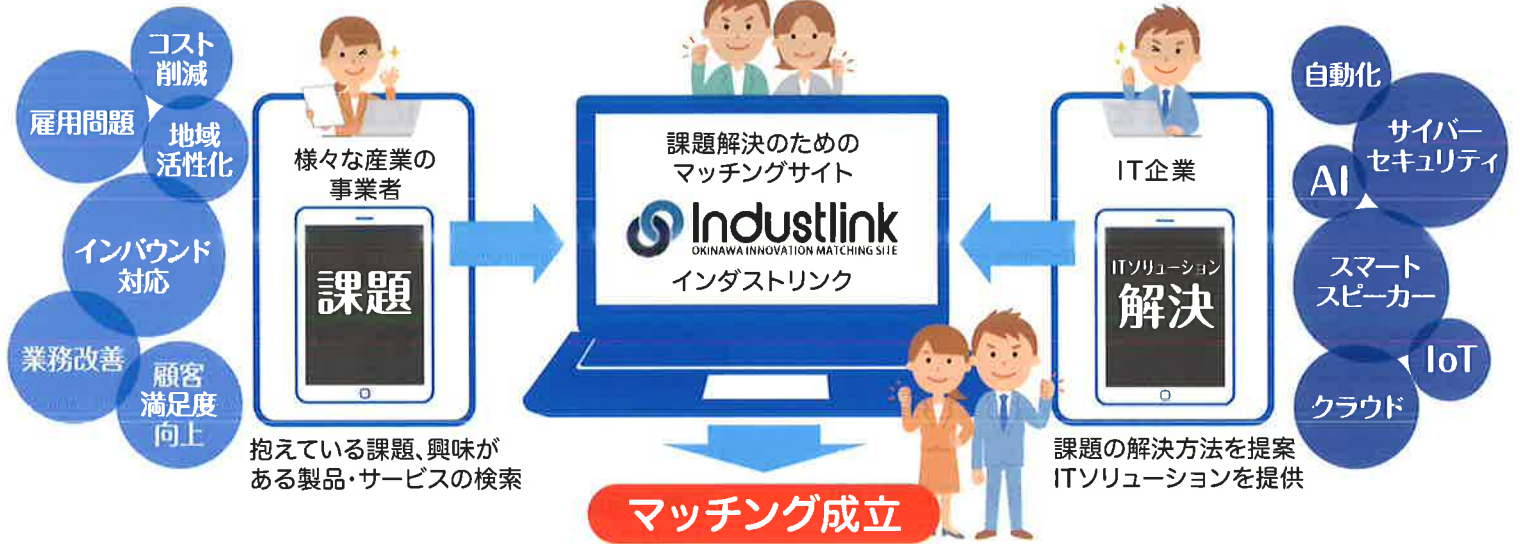 コスト
削減
雇用問題
地域
活性化
インバウンド
対応
業務改善
顧客
満足度
向上
様々な産業の
事業者
課題
抱えている課題、興味が
ある製品・サービスの検索
課題解決のための
マッチングサイト
Industlink
OKINAWA INNOVATION MATCHING SITE
インダストリンク
マッチング成立
IT企業
ITソリューション
解決
課題の解決方法を提案
ITソリューションを提供
自動化
サイバー
セキュリティ
AI
スマート
スピーカー
IoT
クラウド